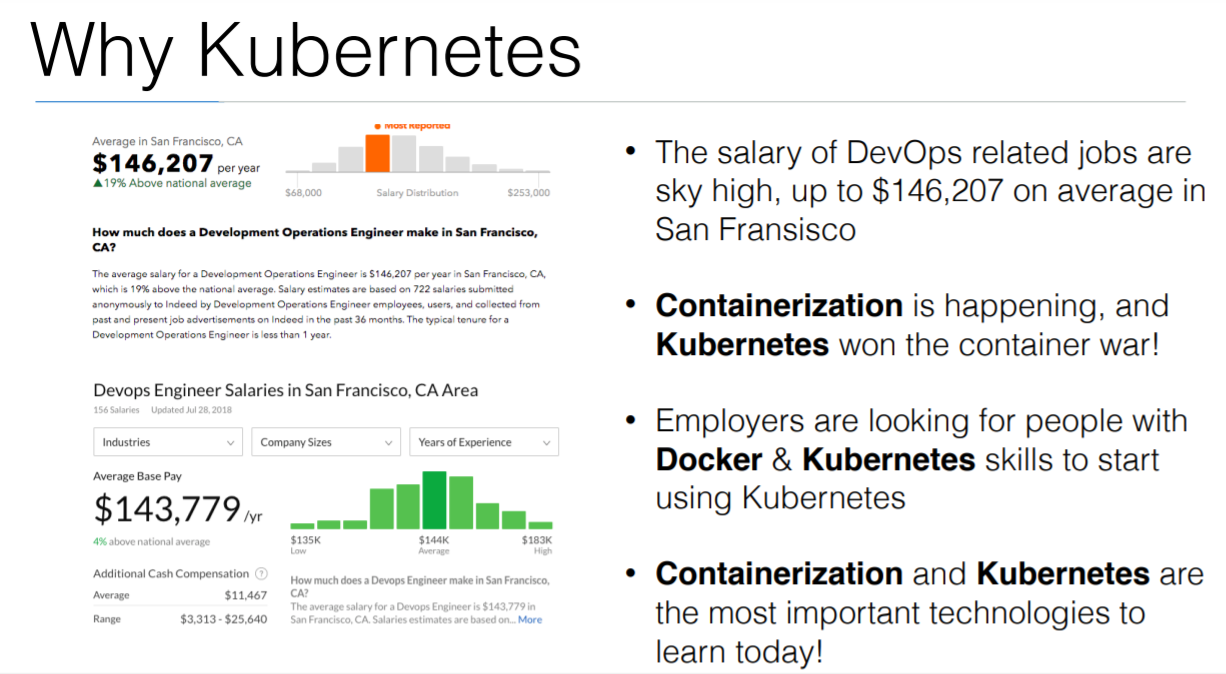 Why Kubernetes
Average in San Francisco, CA
$146,207 per year
▲19% Above national average
● Most Reported
$68,000 Salary Distribution $253,000
How much does a Development Operations Engineer make in San Francisco,
CA?
The average salary for a Development Operations Engineer is $146,207 per year in San Francisco, CA,
which is 19% above the national average. Salary estimates are based on 722 salaries submitted
anonymously to Indeed by Development Operations Engineer employees, users, and collected from
past and present job advertisements on Indeed in the past 36 months. The typical tenure for a
Development Operations Engineer is less than 1 year.
Devops Engineer Salaries in San Francisco, CA Area
156 Salaries Updated Jul 28, 2018
Industries Company Sizes Years of Experience
Average Base Pay
$143,779 /yr
4% above national average
$135K $144K $183K
Low Average High
Additional Cash Compensation ?
Average $11,467
Range $3,313 - $25,640
How much does a Devops Engineer make in San Francisco,
CA?
The average salary for a Devops Engineer is $143,779 in
San Francisco, CA. Salaries estimates are based on... More
• The salary of DevOps related jobs are
sky high, up to $146,207 on average in
San Fransisco
• Containerization is happening, and
Kubernetes won the container war!
• Employers are looking for people with
Docker & Kubernetes skills to start
using Kubernetes
• Containerization and Kubernetes are
the most important technologies to
learn today!